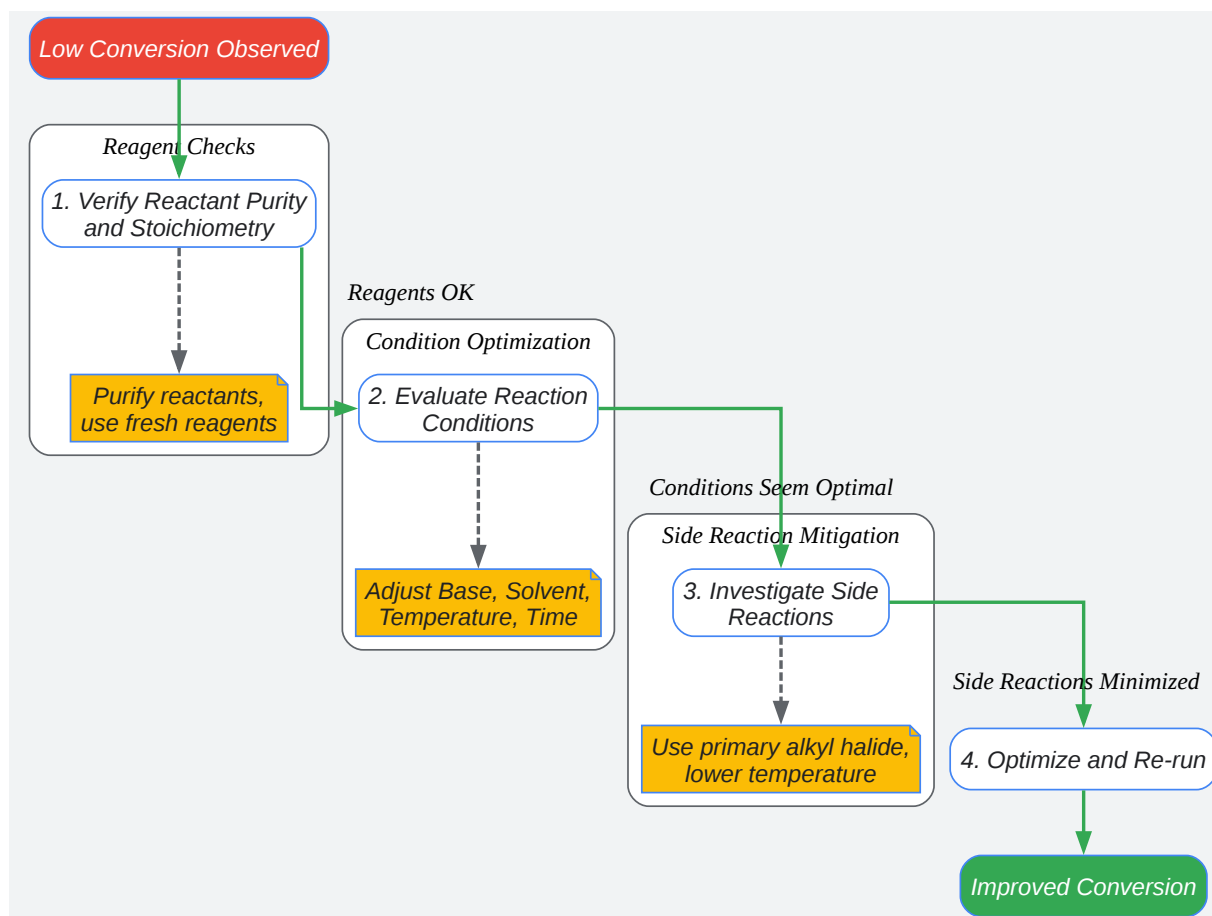 Low Conversion Observed
Reagent Checks
1. Verify Reactant Purity
and Stoichiometry
Purify reactants,
use fresh reagents
Reagents OK
Condition Optimization
2. Evaluate Reaction
Conditions
Adjust Base, Solvent,
Temperature, Time
Conditions Seem Optimal
Side Reaction Mitigation
3. Investigate Side
Reactions
Use primary alkyl halide,
lower temperature
Side Reactions Minimized
4. Optimize and Re-run
Improved Conversion